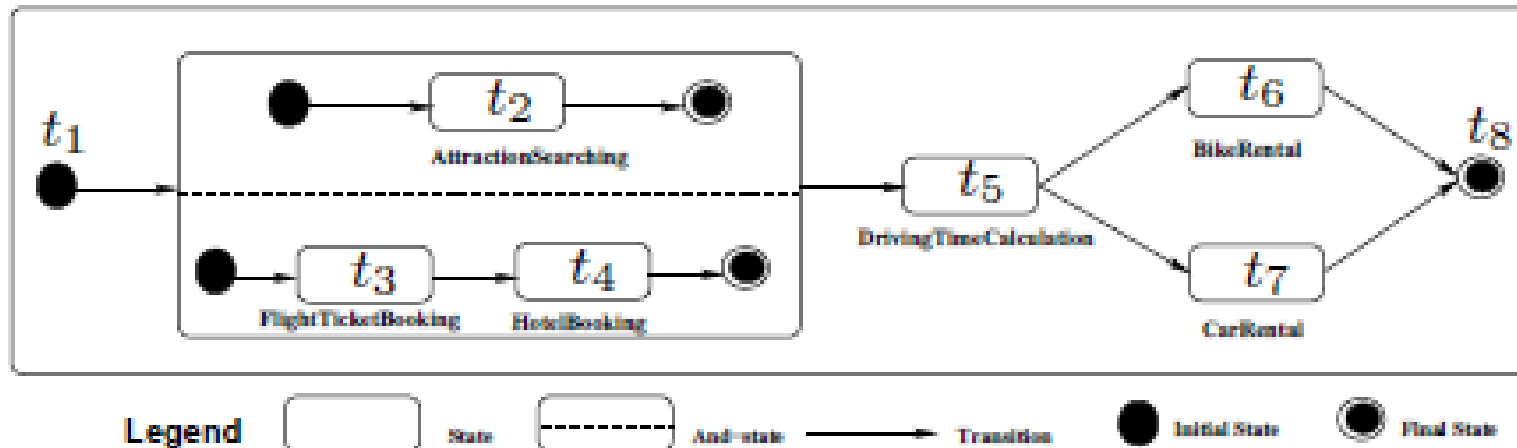 t1
t2
AttractionSearching
t3
FlightTicketBooking
t4
HotelBooking
t5
DrivingTimeCalculation
t6
BikeRental
t7
CarRental
t8
Legend
State
And-state
Transition
Initial State
Final State